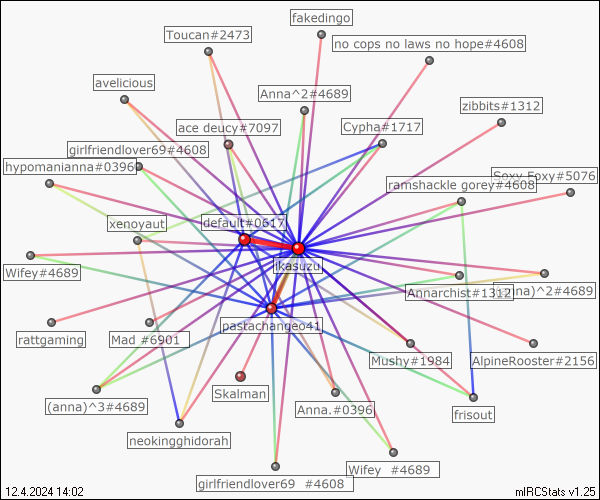 fakedingo
Toucan#2473
no cops no laws no hope#4608
avelicious
Anna^2#4689
zibbits#1312
ace deucy#7097
Cypha#1717
girlfriendlover69#4608
hypomanianna#0396
Soxy Foxy#5076
ramshackle gorey#4608
xenoyaut
default#0617
ikasuzu
Wifey#4689
Annarchist#1312
)^2#4689
pastachangeo41
rattgaming
Mad #6901
Mushy#1984
AlpineRooster#2156
Skalman
(anna)^3#4689
Anna.#0396
frisout
neokingghidorah
Wifey #4689
girlfriendlover69 #4608
12.4.2024 14:02
mIRCStats v1.25